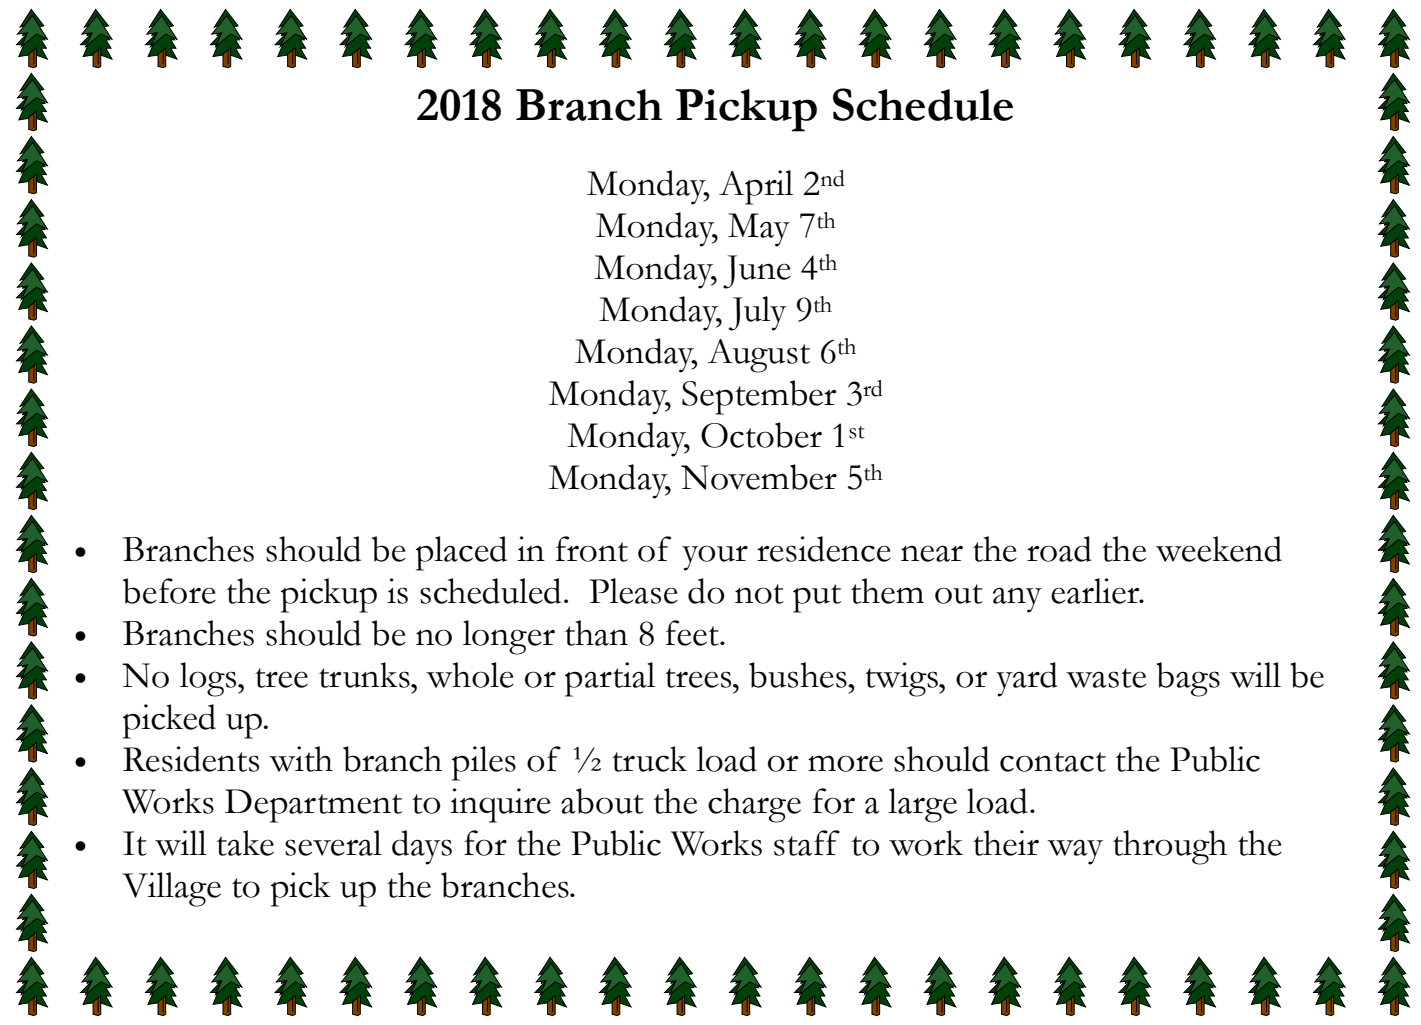 2018 Branch Pickup Schedule
Monday, April 2nd
Monday, May 7th
Monday, June 4th
Monday, July 9th
Monday, August 6th
Monday, September 3rd
Monday, October 1st
Monday, November 5th
• Branches should be placed in front of your residence near the road the weekend
before the pickup is scheduled.  Please do not put them out any earlier.
• Branches should be no longer than 8 feet.
• No logs, tree trunks, whole or partial trees, bushes, twigs, or yard waste bags will be
picked up.
• Residents with branch piles of ½ truck load or more should contact the Public
Works Department to inquire about the charge for a large load.
• It will take several days for the Public Works staff to work their way through the
Village to pick up the branches.